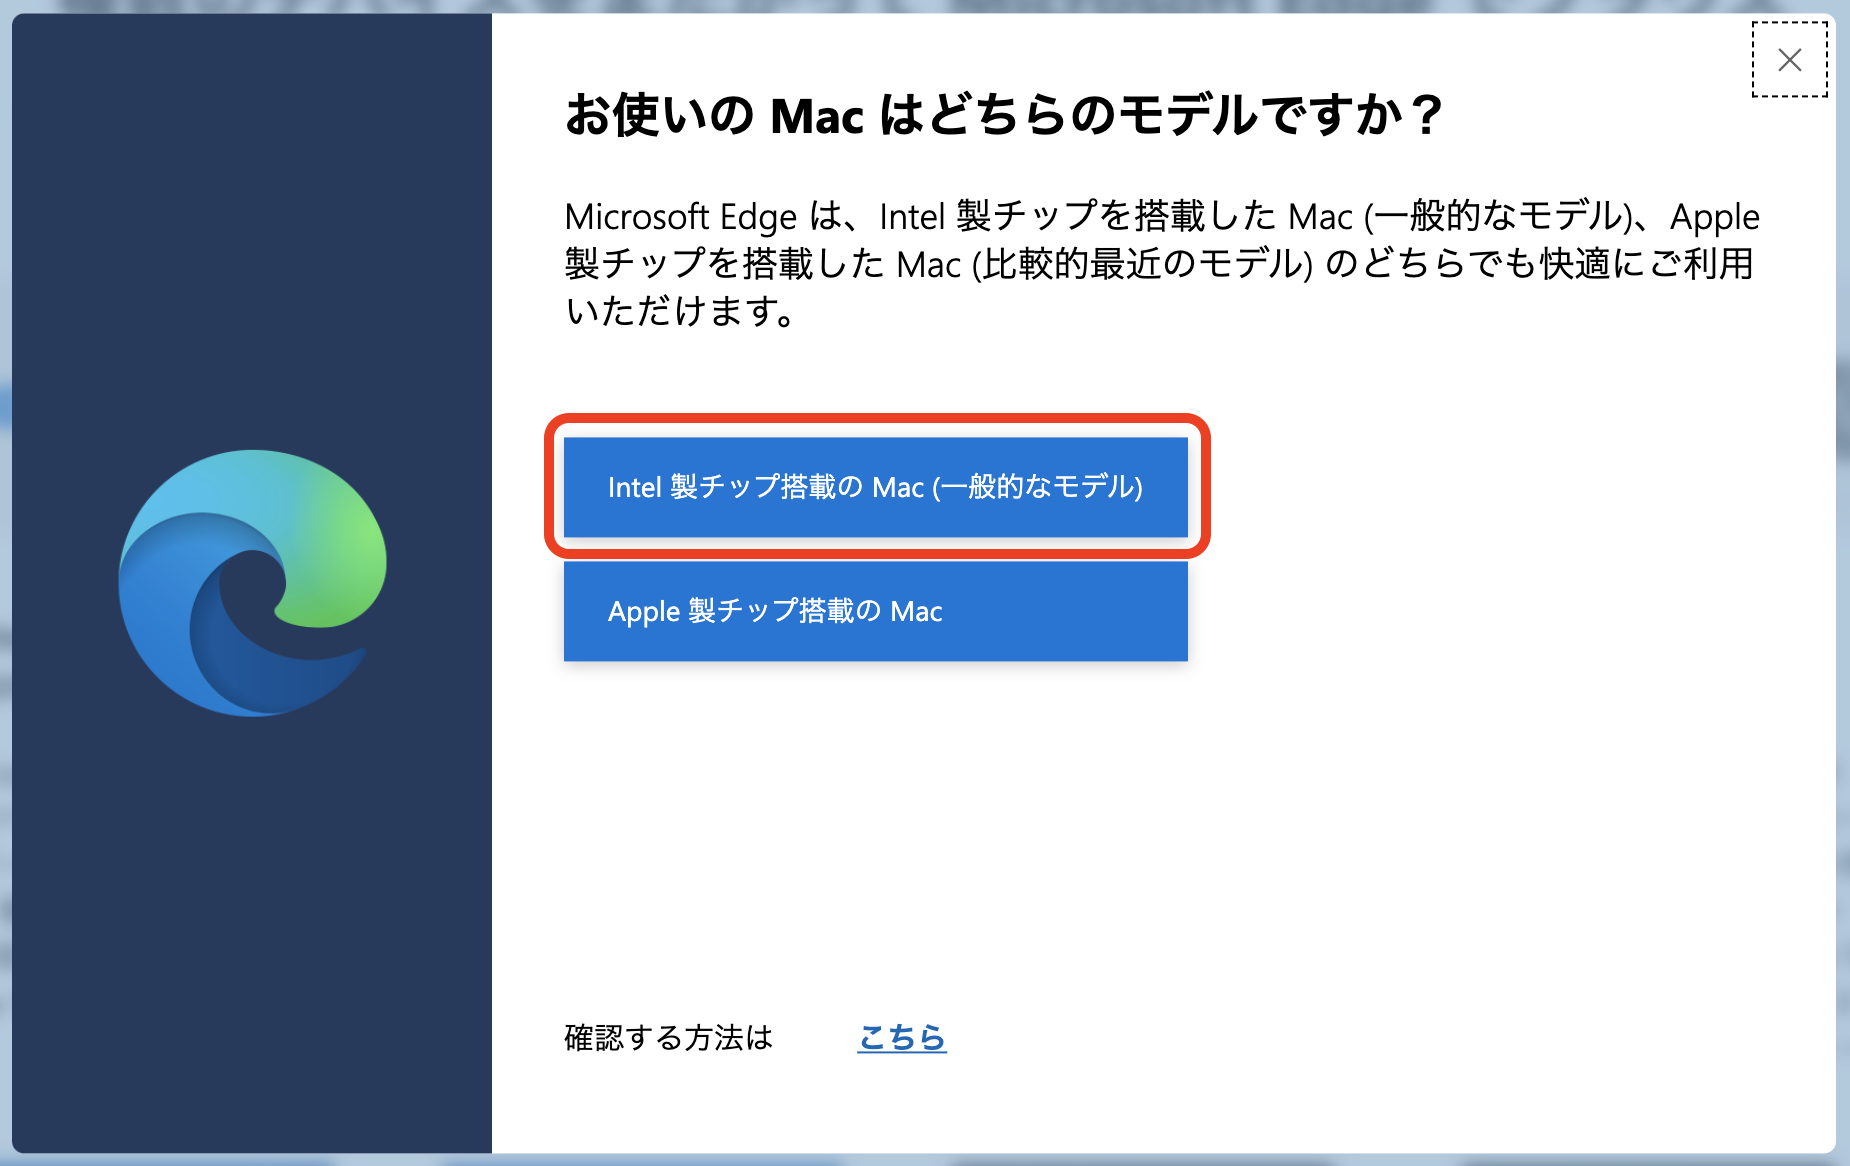 お使いの Mac はどちらのモデルですか？
Microsoft Edge は、Intel 製チップを搭載した Mac (一般的なモデル)、Apple
製チップを搭載した Mac (比較的最近のモデル) のどちらでも快適にご利用
いただけます。
Intel 製チップ搭載の Mac (一般的なモデル)
Apple 製チップ搭載の Mac
確認する方法は こちら